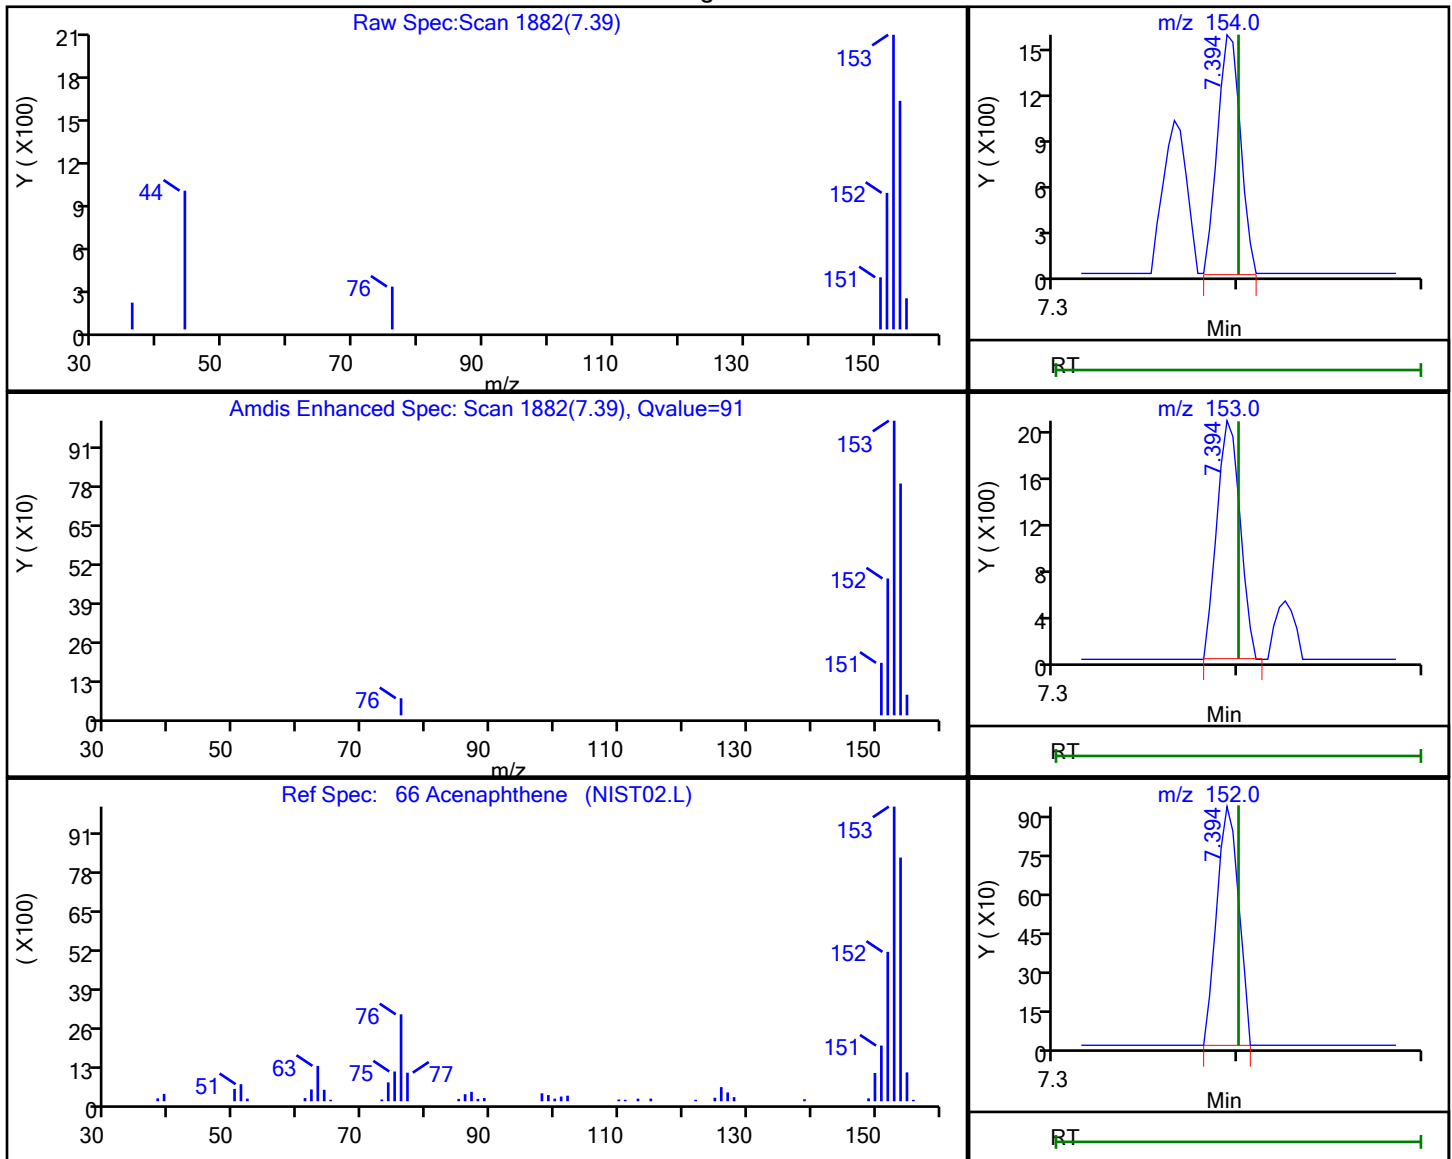 Raw Spec:Scan 1882(7.39)
Y ( X100)
21
18
15
12
9
6
3
0
153
44
152
76
151
30 50 70 90 110 130 150
m/z
m/z 154.0
Y ( X100)
15
12
9
6
3
0
7.394
7.3
Min
RT
Amdis Enhanced Spec: Scan 1882(7.39), Qvalue=91
Y ( X10)
91
78
65
52
39
26
13
0
153
152
151
76
30 50 70 90 110 130 150
m/z
m/z 153.0
Y ( X100)
20
16
12
8
4
0
7.394
7.3
Min
RT
Ref Spec: 66 Acenaphthene (NIST02.L)
( X100)
91
78
65
52
39
26
13
0
153
152
76
151
63 75 77
51
30 50 70 90 110 130 150
m/z 152.0
Y ( X10)
90
75
60
45
30
15
0
7.394
7.3
Min
RT